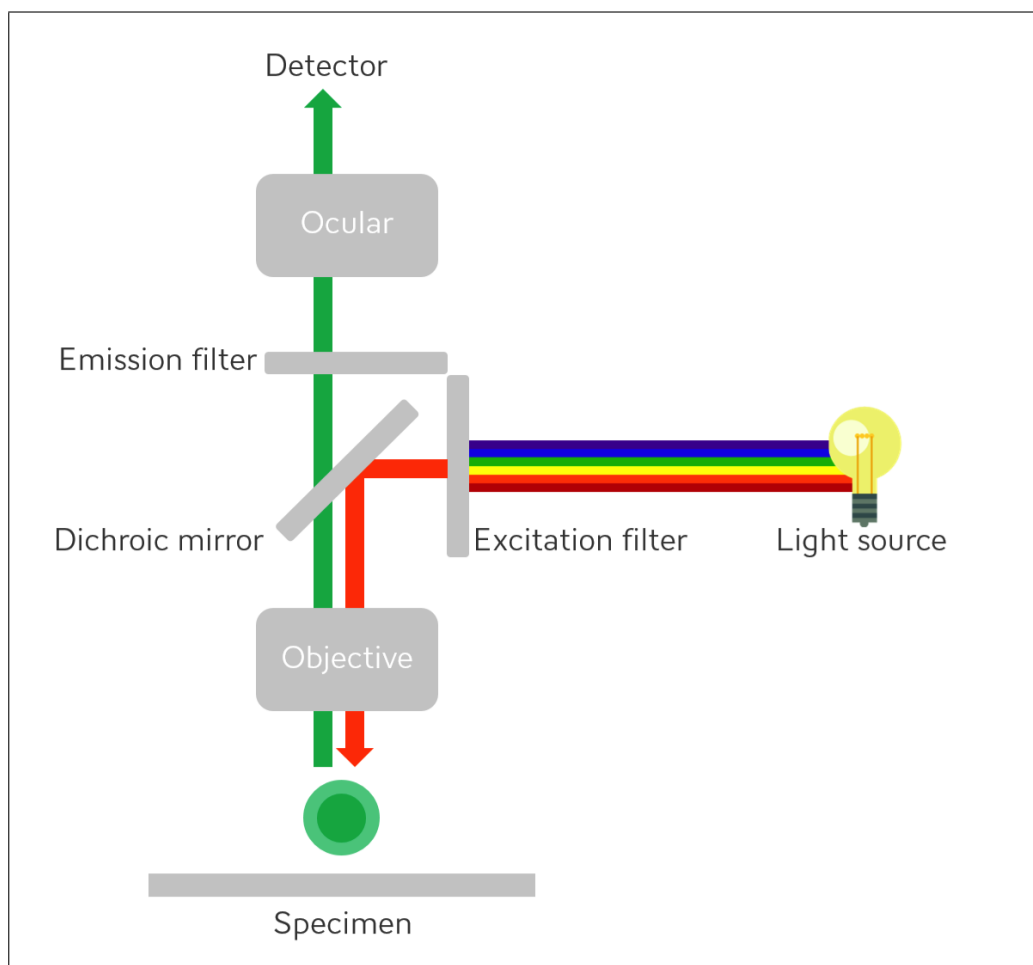 Detector
Ocular
Emission filter
Dichroic mirror
Excitation filter
Light source
Objective
Specimen